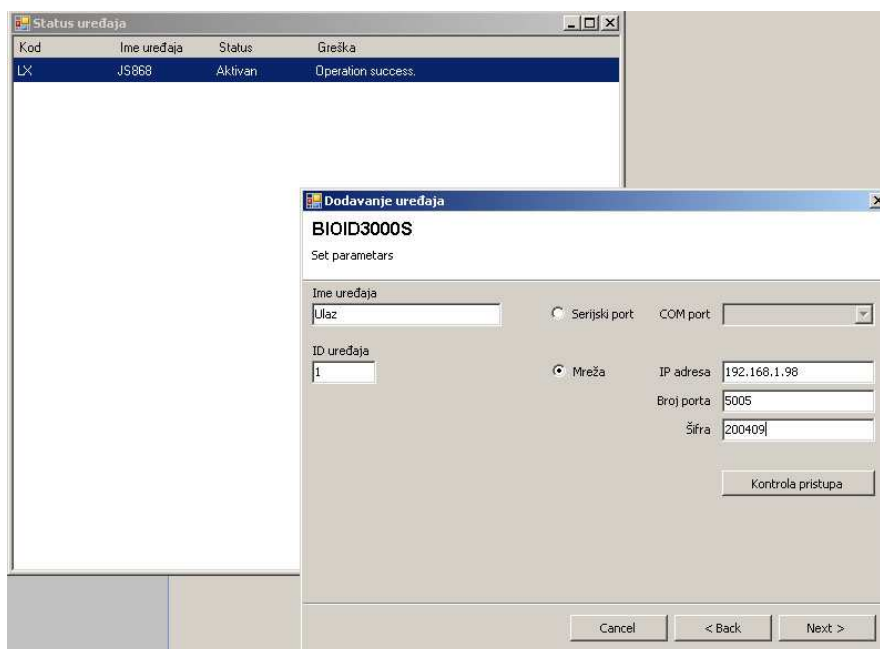 Status uređaja
Kod Ime uređaja Status Greška
LX JS868 Aktivan Operation success.
Dodavanje uređaja
BIOID3000S
Set parametars
Ime uređaja
Ulaz
Serijski port COM port
ID uređaja
1
Mreža IP adresa 192.168.1.98
Broj porta 5005
Šifra 200409
Kontrola pristupa
Cancel < Back Next >